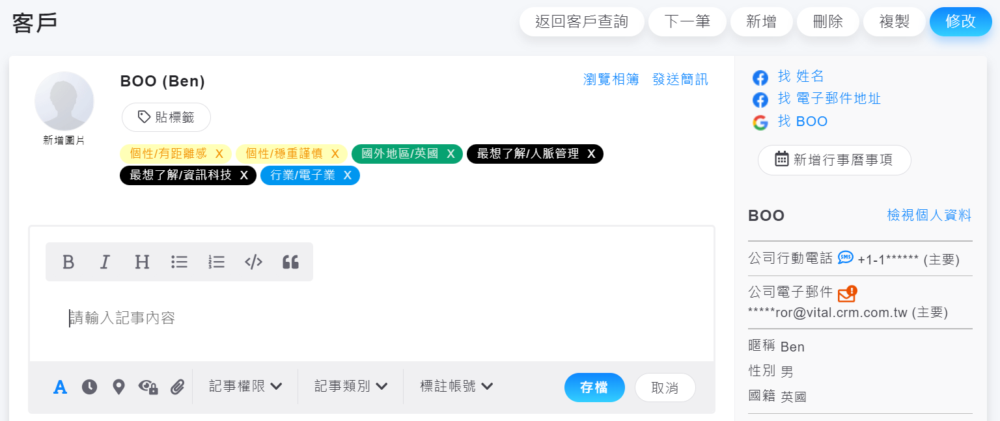 客戶
返回客戶查詢 下一筆 新增 刪除 複製 修改
BOO (Ben)
瀏覽相簿 發送簡訊
新增圖片
貼標籤
個性/有距離感 X 個性/穩重謹慎 X 國外地區/英國 X 最想了解/人脈管理 X
最想了解/資訊科技 X 行業/電子業 X
B I H
請輸入記事內容
A 記事權限 記事類別 標註帳號 存檔 取消
找 姓名
找 電子郵件地址
找 BOO
新增行事曆事項
BOO 檢視個人資料
公司行動電話 SMS +1-1****** (主要)
公司電子郵件
*****ror@vital.crm.com.tw (主要)
暱稱 Ben
性別 男
國籍 英國